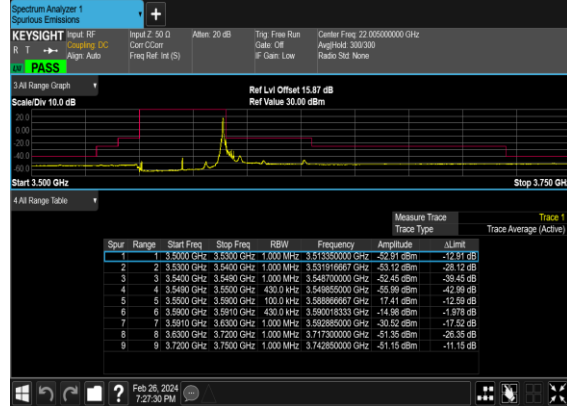 Spectrum Analyzer 1
Spurious Emissions
KEYSIGHT Input: RF Input Z: 50 Ω Atten: 20 dB Trig: Free Run Center Freq: 22.005000000 GHz
R T Coupling: DC Corr CCorr Gate: Off Avg|Hold: 300/300
Align: Auto Freq Ref: Int (S) IF Gain: Low Radio Std: None
LW PASS
3 All Range Graph
Ref Lvl Offset 15.87 dB
Scale/Div 10.0 dB Ref Value 30.00 dBm
20.0
0.00
-20.0
-40.0
-60.0
Start 3.500 GHz Stop 3.750 GH
4 All Range Table
Measure Trace Trace 1
Trace Type Trace Average (Active)
Spur Range Start Freq Stop Freq RBW Frequency Amplitude ΔLimit
1 1 3.5000 GHz 3.5300 GHz 1.000 MHz 3.513350000 GHz -52.91 dBm -12.91 dB
2 2 3.5300 GHz 3.5400 GHz 1.000 MHz 3.531916667 GHz -53.12 dBm -28.12 dB
3 3 3.5400 GHz 3.5490 GHz 1.000 MHz 3.548700000 GHz -52.45 dBm -39.45 dB
4 4 3.5490 GHz 3.5500 GHz 430.0 kHz 3.549855000 GHz -55.99 dBm -42.99 dB
5 5 3.5500 GHz 3.5900 GHz 100.0 kHz 3.588866667 GHz 17.41 dBm -12.59 dB
6 6 3.5900 GHz 3.5910 GHz 430.0 kHz 3.590018333 GHz -14.98 dBm -1.978 dB
7 7 3.5910 GHz 3.6300 GHz 1.000 MHz 3.592885000 GHz -30.52 dBm -17.52 dB
8 8 3.6300 GHz 3.7200 GHz 1.000 MHz 3.717300000 GHz -51.35 dBm -26.35 dB
9 9 3.7200 GHz 3.7500 GHz 1.000 MHz 3.742850000 GHz -51.15 dBm -11.15 dB
? Feb 26, 2024
7:27:30 PM